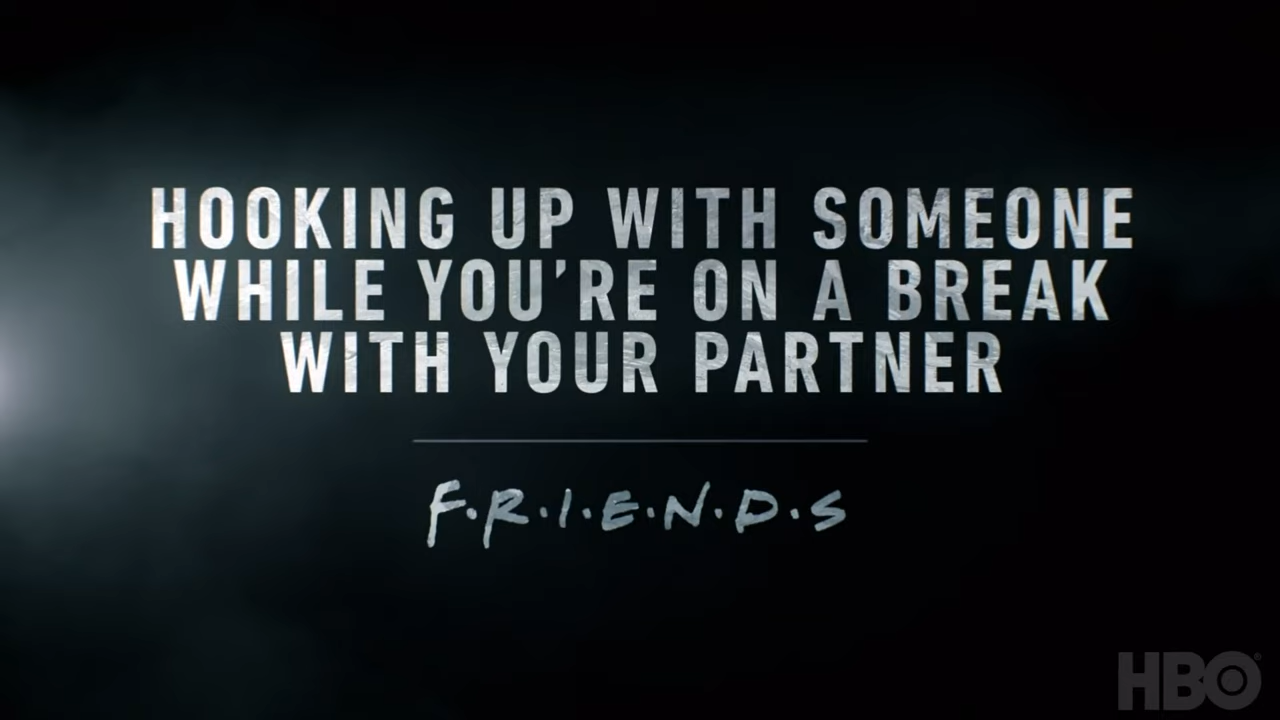 HOOKING UP WITH SOMEONE
WHILE YOU'RE ON A BREAK
WITH YOUR PARTNER
F·R·I·E·N·D·S
HBO®